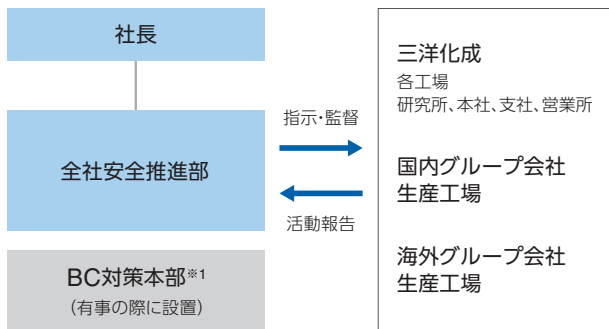 社長
全社安全推進部
BC対策本部※1
(有事の際に設置)
指示・監督
活動報告
三洋化成
各工場
研究所、本社、支社、営業所
国内グループ会社
生産工場
海外グループ会社
生産工場